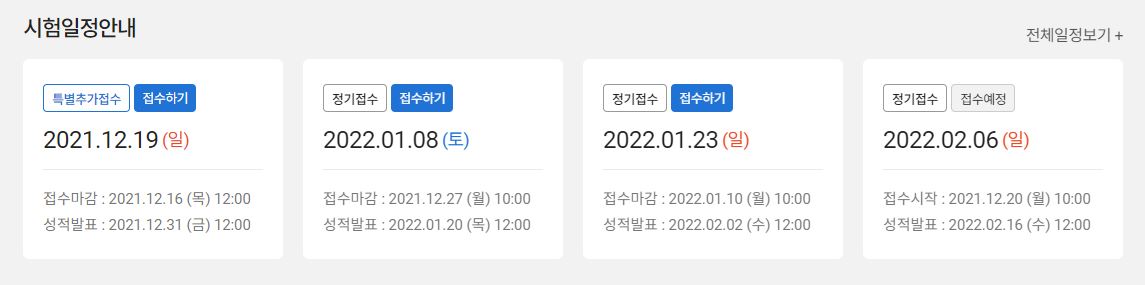 시험일정안내
전체일정보기 +
특별추가접수 접수하기
2021.12.19 (일)
접수마감 : 2021.12.16 (목) 12:00
성적발표 : 2021.12.31 (금) 12:00
정기접수 접수하기
2022.01.08 (토)
접수마감 : 2021.12.27 (월) 10:00
성적발표 : 2022.01.20 (목) 12:00
정기접수 접수하기
2022.01.23 (일)
접수마감 : 2022.01.10 (월) 10:00
성적발표 : 2022.02.02 (수) 12:00
정기접수 접수예정
2022.02.06 (일)
접수시작 : 2021.12.20 (월) 10:00
성적발표 : 2022.02.16 (수) 12:00